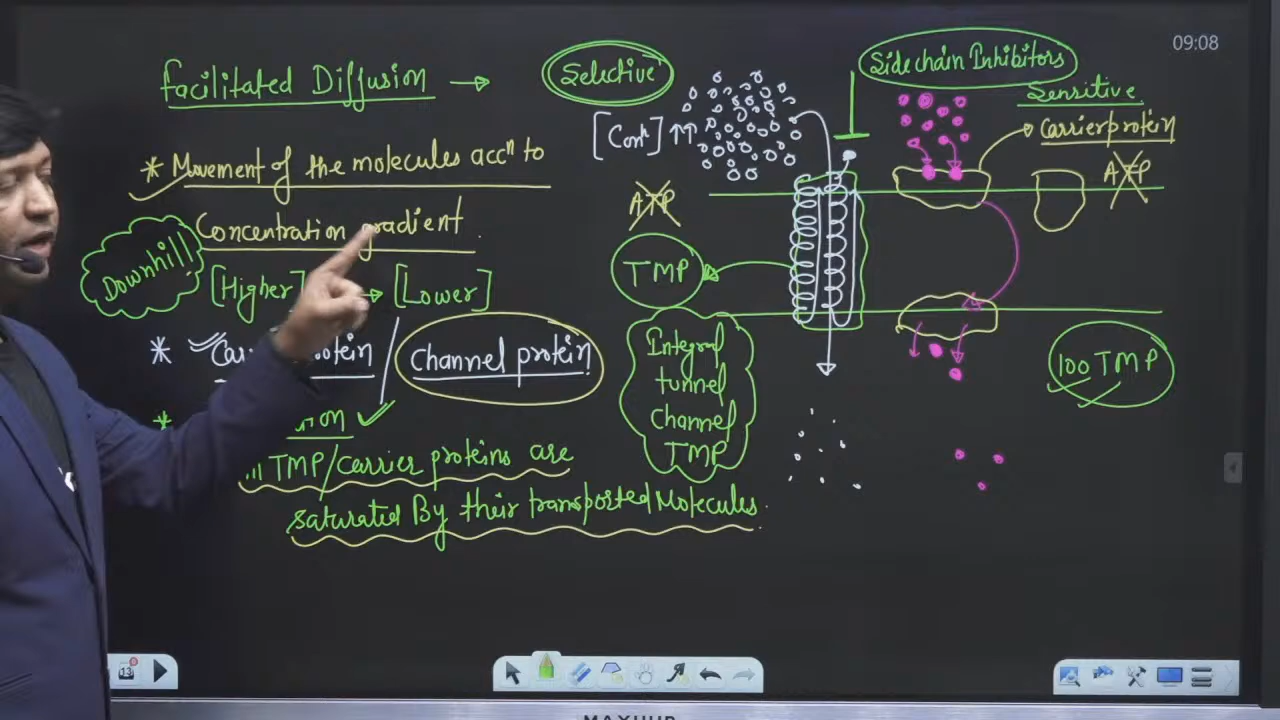 Facilitated Diffusion →
Selective
Side chain Inhibitors
09:08
* Movement of the molecules accⁿ to
Concentration gradient.
Downhill
[Higher] → [Lower]
*
/ Channel protein
*
TMP/carrier proteins are
saturated By their transported Molecules.
[Conⁿ] ↑↑
ATP
TMP
Integral
tunnel
Channel
TMP
Sensitive
Carrier protein
ATP
100 TMP
13